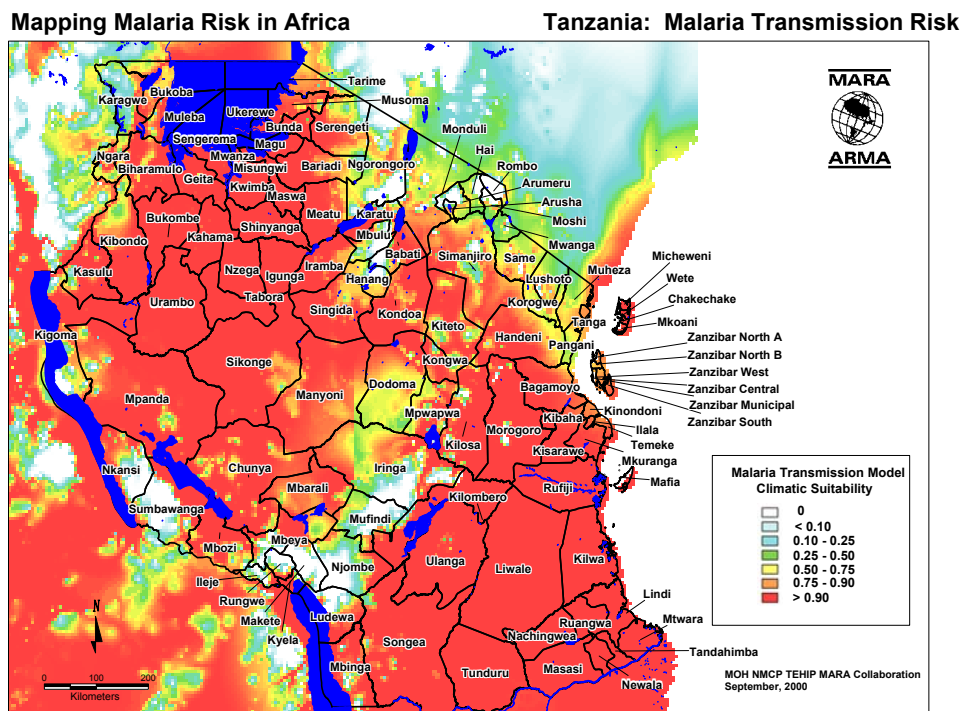 Mapping Malaria Risk in Africa
Tanzania: Malaria Transmission Risk
MARA
ARMA
Tarime
Karagwe
Bukoba
Musoma
Muleba
Ukerewe
Bunda
Serengeti
Monduli
Sengerema
Magu
Hai
Ngara
Mwanza
Rombo
Biharamulo
Misungwi
Bariadi
Ngorongoro
Geita
Arumeru
Kwimba
Maswa
Arusha
Bukombe
Meatu
Karatu
Moshi
Shinyanga
Mbulu
Kibondo
Kahama
Mwanga
Babati
Simanjiro
Same
Micheweni
Kasulu
Nzega
Iramba
Muheza
Igunga
Hanang
Lushoto
Wete
Urambo
Tabora
Korogwe
Chakechake
Singida
Kondoa
Kigoma
Kiteto
Tanga
Mkoani
Handeni
Zanzibar North A
Pangani
Sikonge
Kongwa
Zanzibar North B
Zanzibar West
Dodoma
Bagamoyo
Zanzibar Central
Mpanda
Manyoni
Zanzibar Municipal
Mpwapwa
Kinondoni
Kibaha
Zanzibar South
Morogoro
Ilala
Kilosa
Temeke
Kisarawe
Mkuranga
Nkansi
Chunya
Iringa
Mafia
Mbarali
Rufiji
Kilombero
Sumbawanga
Mufindi
Mbozi
Mbeya
Ulanga
Liwale
Kilwa
Njombe
Ileje
Rungwe
Lindi
Makete
Ludewa
Ruangwa
Mtwara
Kyela
Songea
Nachingwea
Tandahimba
Mbinga
Tunduru
Masasi
Newala
Malaria Transmission Model
Climatic Suitability
0
< 0.10
0.10 - 0.25
0.25 - 0.50
0.50 - 0.75
0.75 - 0.90
> 0.90
N
0 100 200
Kilometers
MOH NMCP TEHIP MARA Collaboration
September, 2000